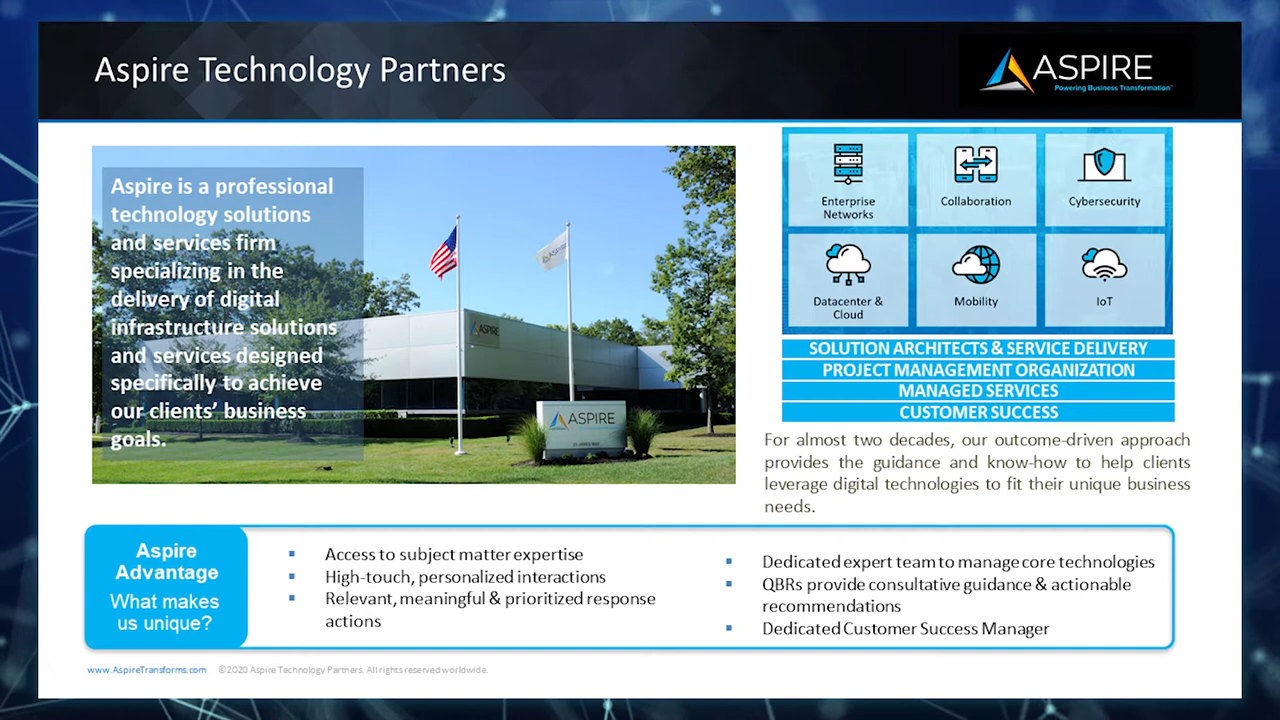 Aspire Technology Partners
ASPIRE
Powering Business Transformation™
Aspire is a professional
technology solutions
and services firm
specializing in the
delivery of digital
infrastructure solutions
and services designed
specifically to achieve
our clients’ business
goals.
ASPIRE
ASPIRE
ASPIRE
Enterprise
Networks
Collaboration
Cybersecurity
Datacenter &
Cloud
Mobility
IoT
SOLUTION ARCHITECTS & SERVICE DELIVERY
PROJECT MANAGEMENT ORGANIZATION
MANAGED SERVICES
CUSTOMER SUCCESS
For almost two decades, our outcome-driven approach
provides the guidance and know-how to help clients
leverage digital technologies to fit their unique business
needs.
Aspire
Advantage
What makes
us unique?
▪ Access to subject matter expertise
▪ High-touch, personalized interactions
▪ Relevant, meaningful & prioritized response
actions
▪ Dedicated expert team to manage core technologies
▪ QBRs provide consultative guidance & actionable
recommendations
▪ Dedicated Customer Success Manager
www.AspireTransforms.com ©2020 Aspire Technology Partners. All rights reserved worldwide.